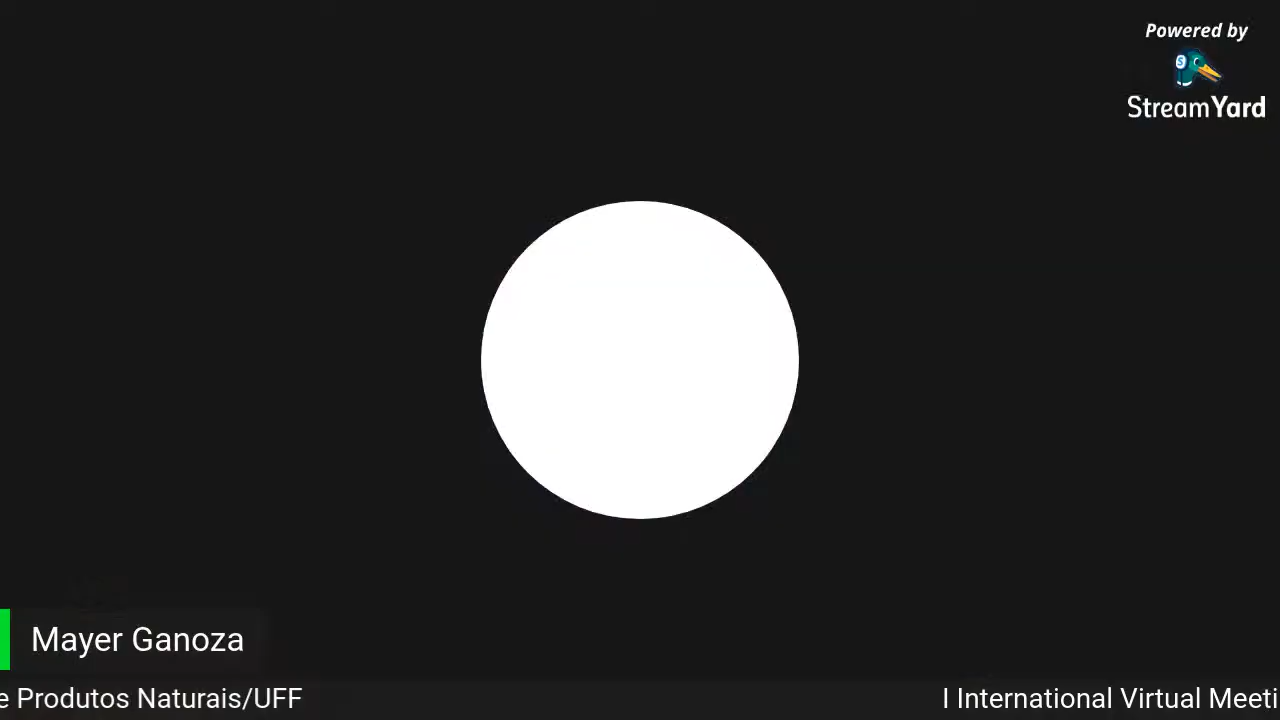 Powered by
StreamYard
Mayer Ganoza
e Produtos Naturais/UFF
I International Virtual Meeti